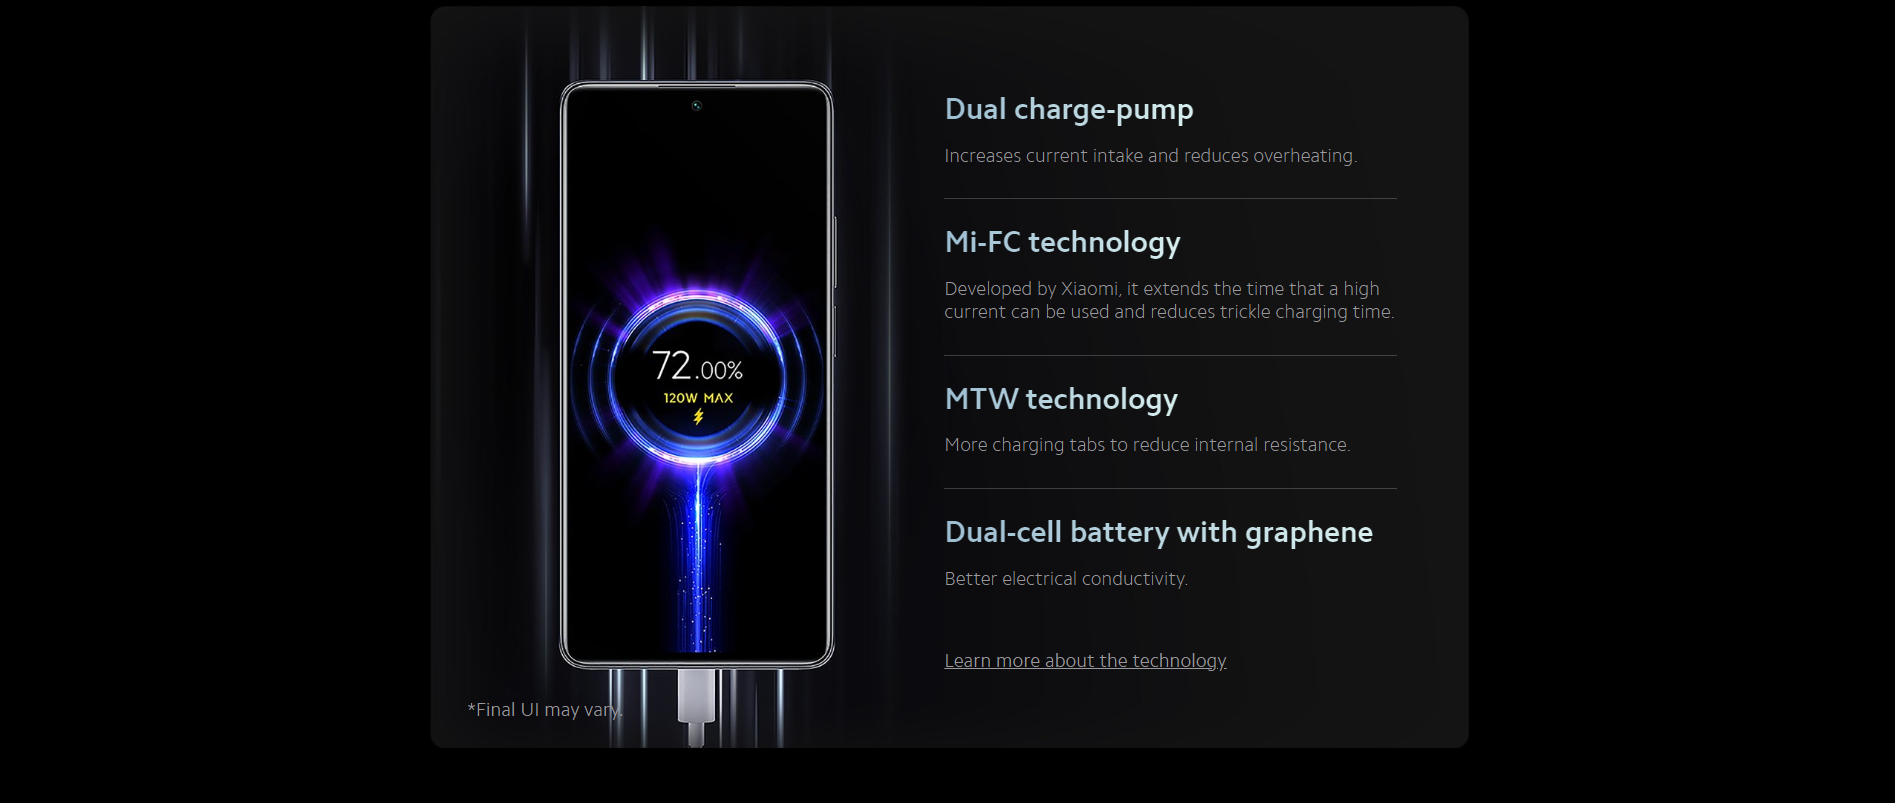 72.00%
120W MAX
*Final UI may vary.
Dual charge-pump
Increases current intake and reduces overheating.
Mi-FC technology
Developed by Xiaomi, it extends the time that a high
current can be used and reduces trickle charging time.
MTW technology
More charging tabs to reduce internal resistance.
Dual-cell battery with graphene
Better electrical conductivity.
Learn more about the technology